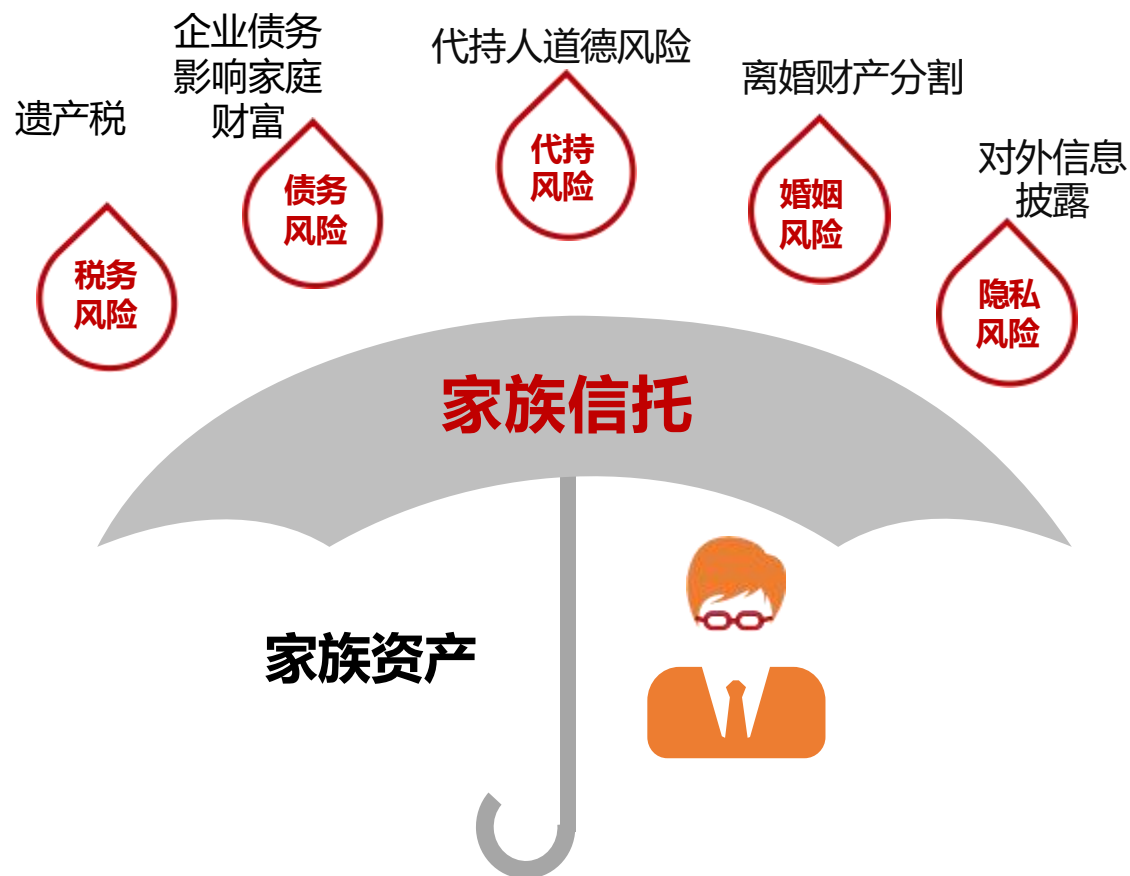 遗产税
税务
风险
企业债务
影响家庭
财富
债务
风险
代持人道德风险
代持
风险
离婚财产分割
婚姻
风险
对外信息
披露
隐私
风险
家族信托
家族资产